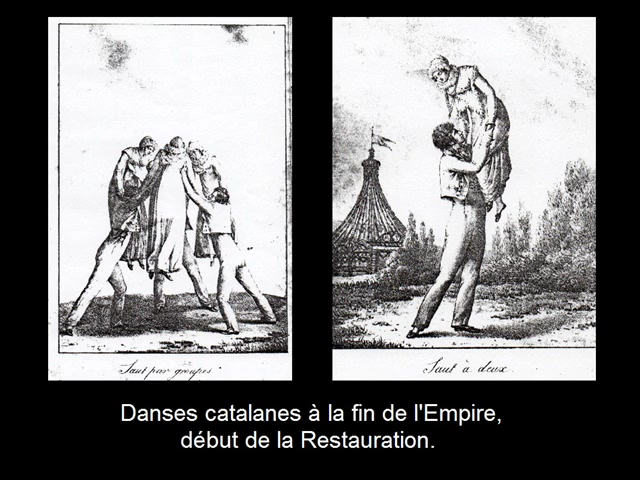 Saut par groupes.
Saut à deux.
Danses catalanes à la fin de l'Empire,
début de la Restauration.